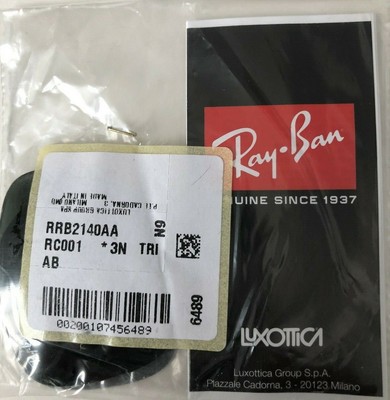 LUXOTTICA GROUP SPA
P.LE CADORNA, 3 MILANO (MI)
MADE IN ITALY
RRB2140AA
N9
RC001 *3N TRI
AB
6489
00200107456489
Ray-Ban
GENUINE SINCE 1937
LUXOTTICA
Luxottica Group S.p.A.
Piazzale Cadorna, 3 - 20123 Milano